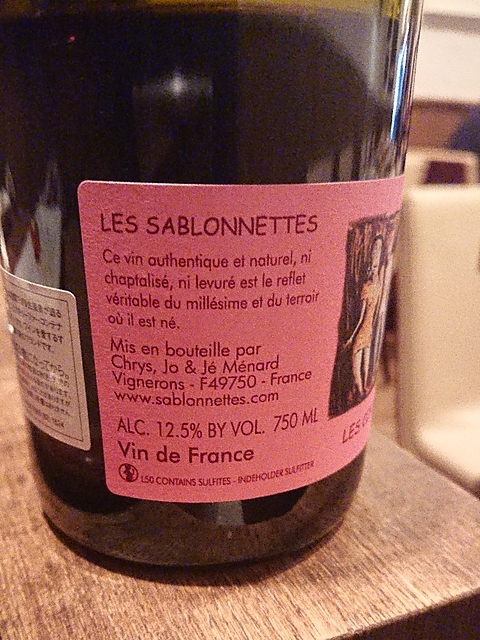 LES SABLONNETTES
Ce vin authentique et naturel, ni
chaptalisé, ni levuré est le reflet
véritable du millésime et du terroir
où il est né.
Mis en bouteille par
Chrys, Jo & Jé Ménard
Vignerons - F49750 - France
www.sablonnettes.com
ALC. 12.5% BY VOL. 750 ML
Vin de France
L50 CONTAINS SULFITES - INDEHOLDER SULFITTER
LES